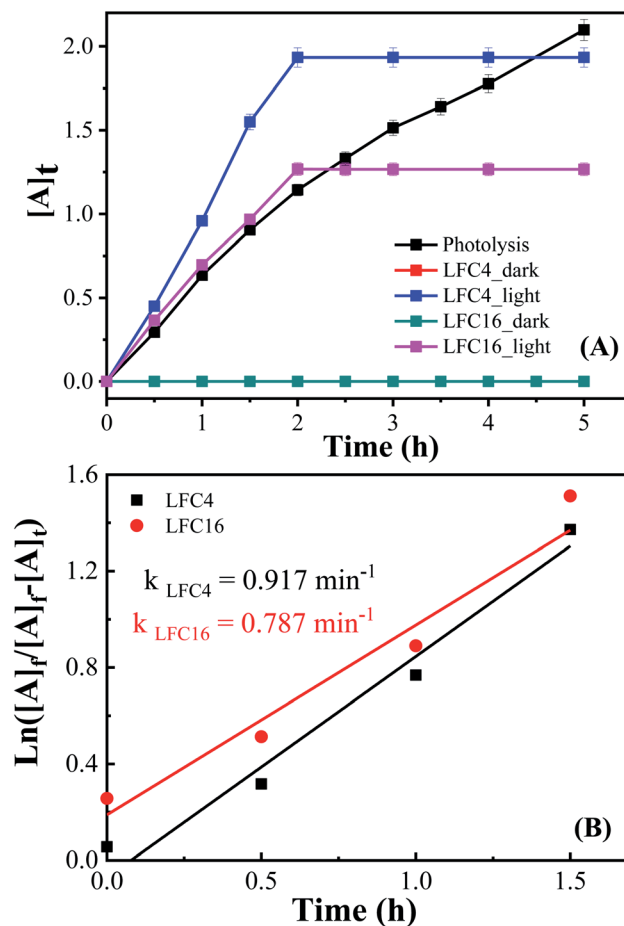 [A]t
2.0
1.5
1.0
0.5
0.0
Photolysis
LFC4_dark
LFC4_light
LFC16_dark
LFC16_light
(A)
0 1 2 3 4 5
Time (h)
Ln([A]f/[A]f-[A]t)
1.6
1.2
0.8
0.4
0.0
LFC4
LFC16
k LFC4 = 0.917 min-1
k LFC16 = 0.787 min-1
(B)
0.0 0.5 1.0 1.5
Time (h)